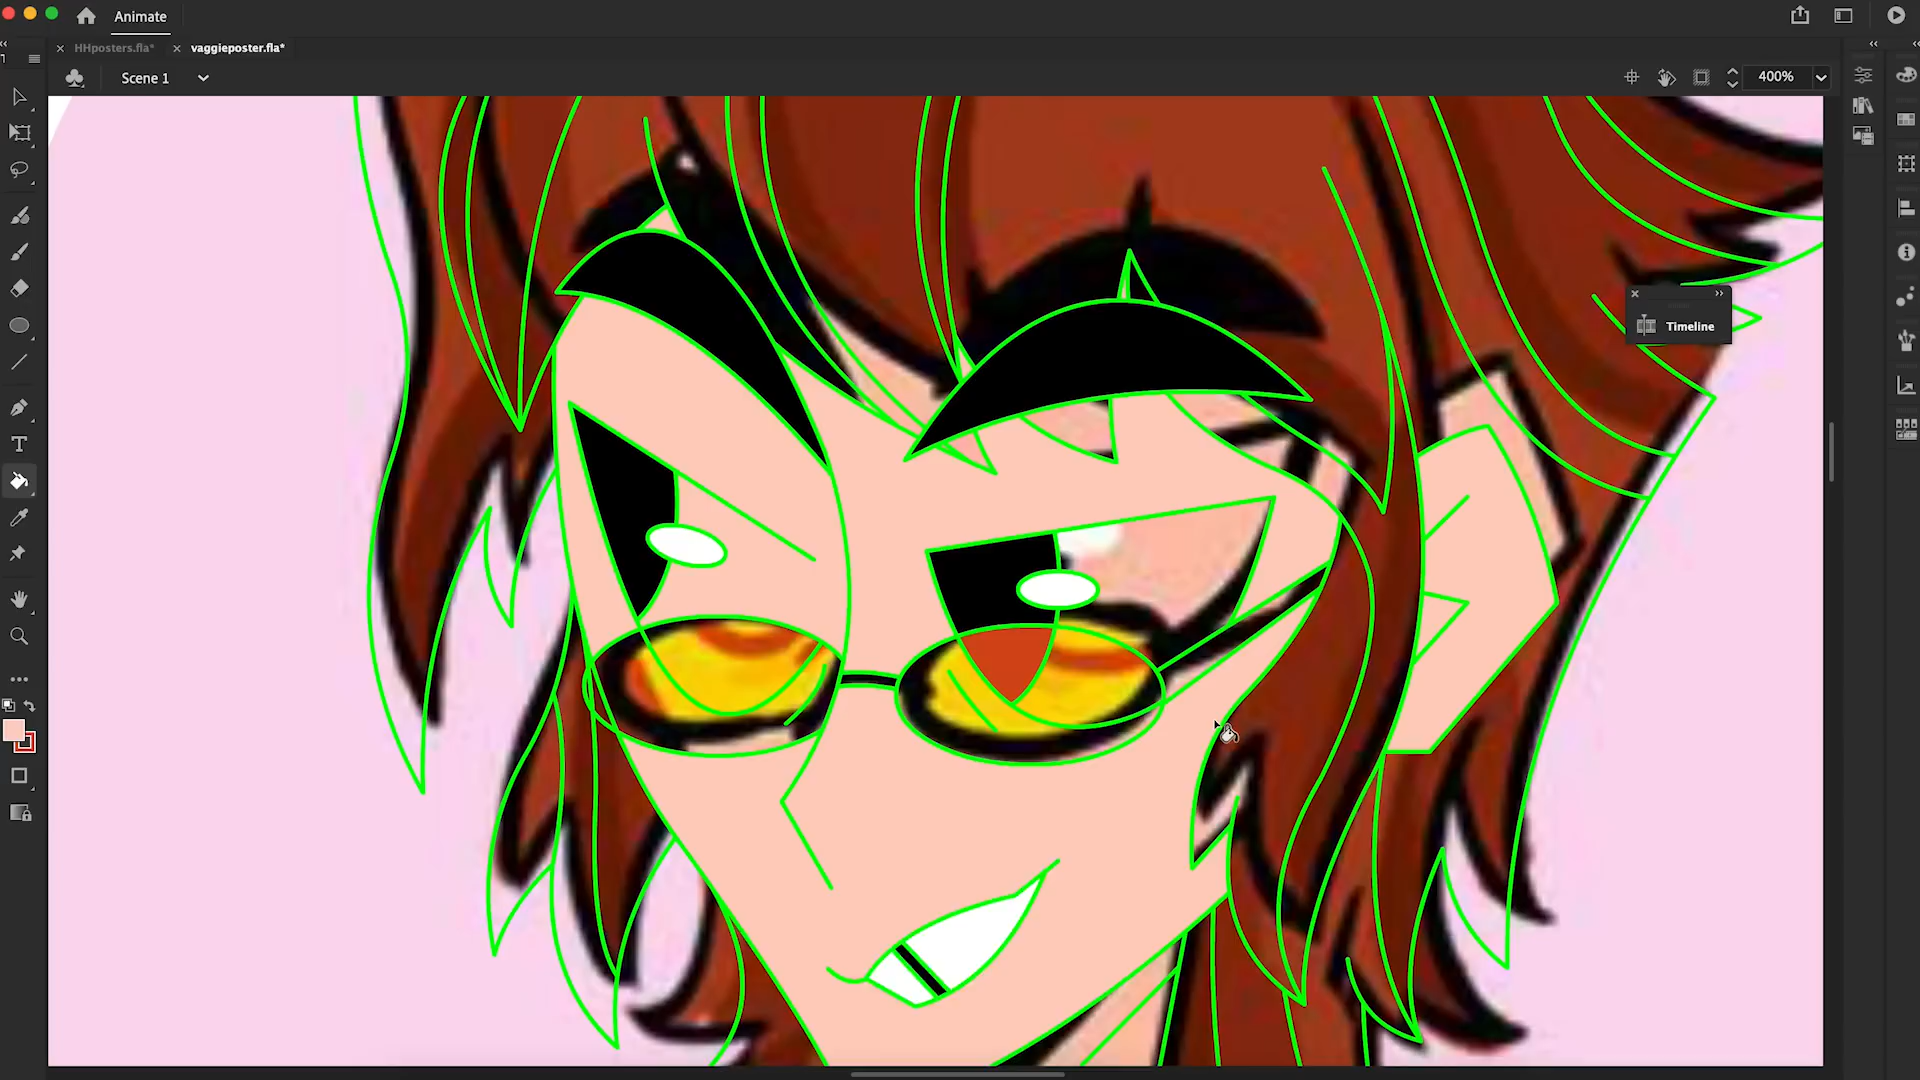 Animate
HHposters.fla*
vaggieposter.fla*
Scene 1
400%
Timeline